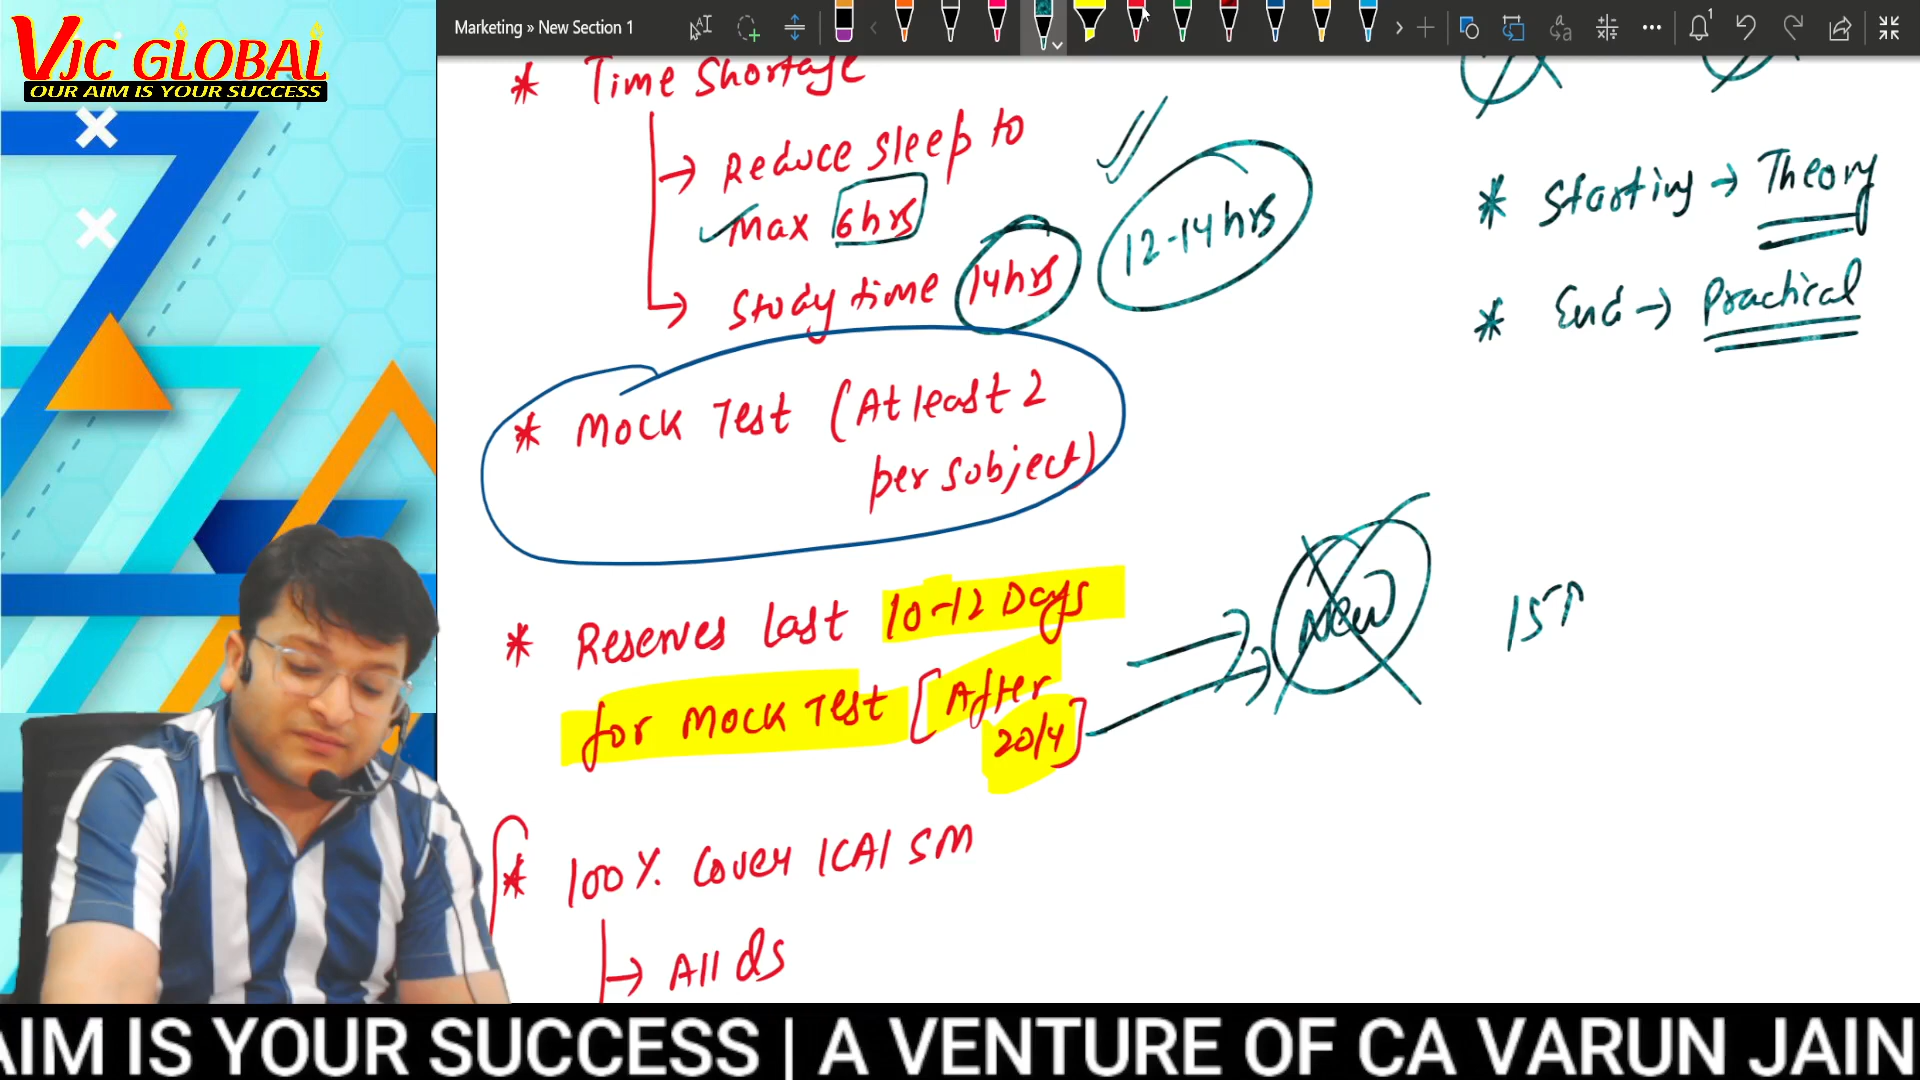 VJC GLOBAL
OUR AIM IS YOUR SUCCESS
Marketing » New Section 1
* Time Shortage
→ Reduce sleep to
Max 6hrs
→ Study time 14hrs
12-14hrs
* Starting → Theory
* End → Practical
* Mock Test (At least 2
per subject)
* Reserves last 10-12 Days
for Mock Test [After
20/4]
New
* 100% Cover ICAI SM
→ All ds
AIM IS YOUR SUCCESS | A VENTURE OF CA VARUN JAIN